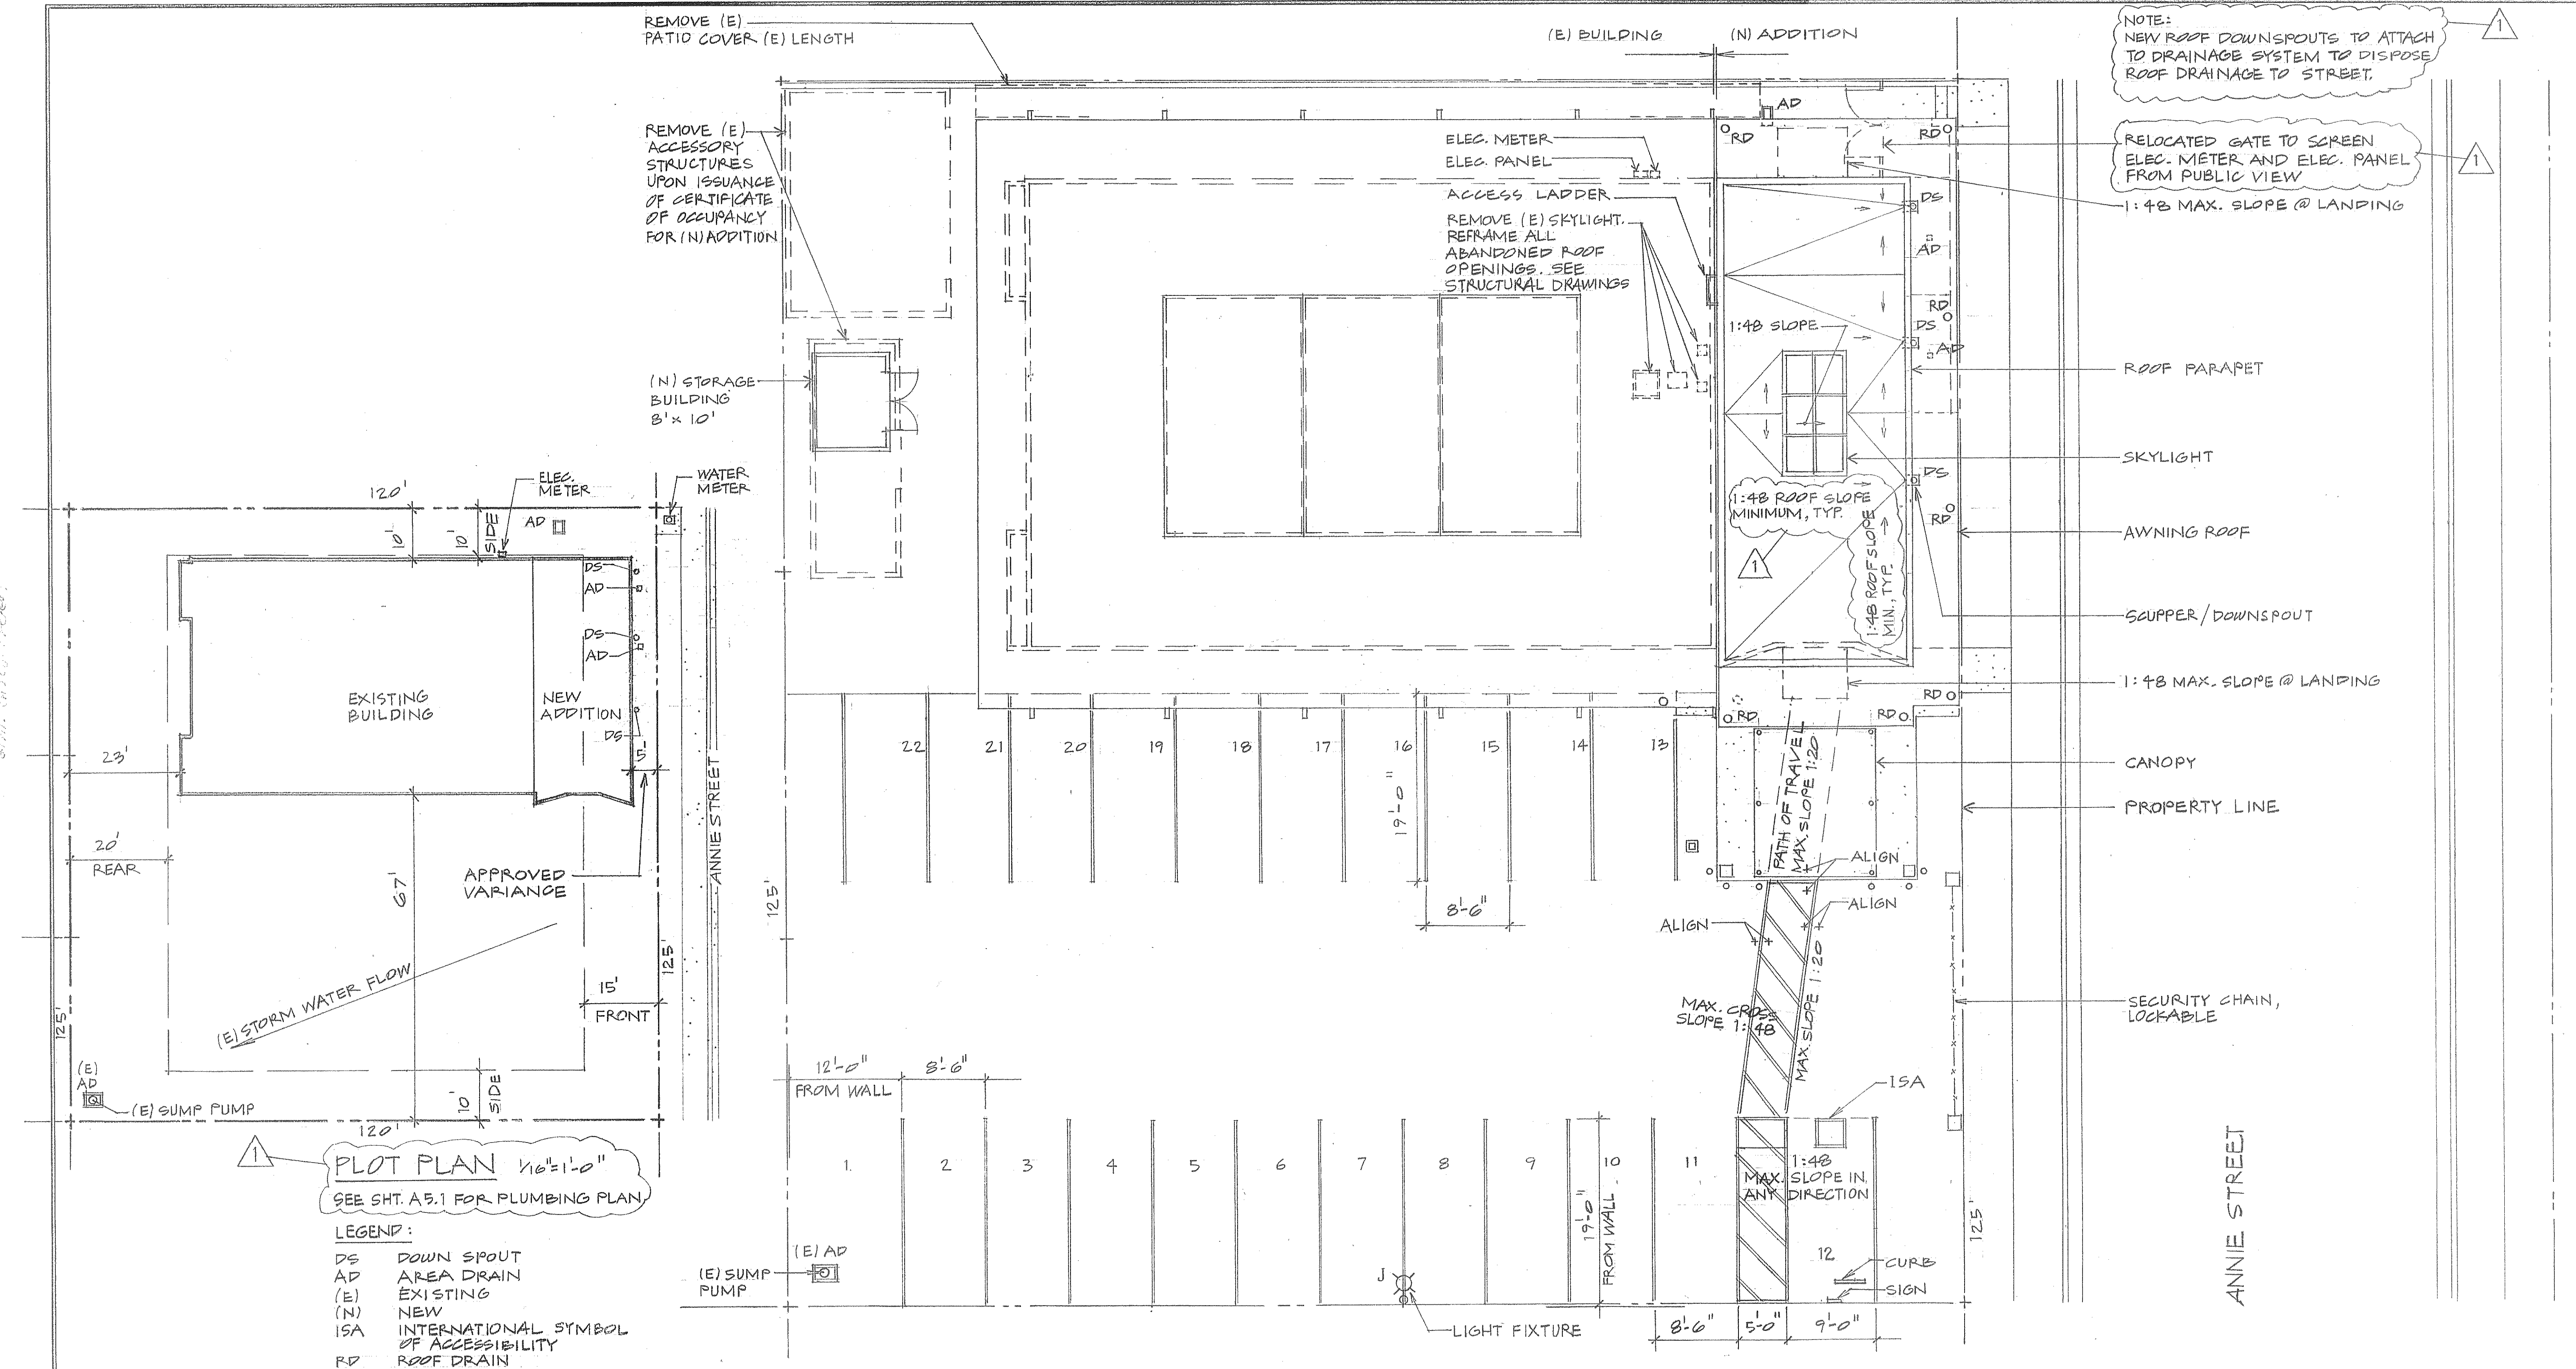 REMOVE (E)
PATIO COVER (E) LENGTH
(E) BUILDING
(N) ADDITION
NOTE:
NEW ROOF DOWNSPOUTS TO ATTACH
TO DRAINAGE SYSTEM TO DISPOSE
ROOF DRAINAGE TO STREET.
1
REMOVE (E)
ACCESSORY
STRUCTURES
UPON ISSUANCE
OF CERTIFICATE
OF OCCUPANCY
FOR (N) ADDITION
ELEC. METER
ELEC. PANEL
ACCESS LADDER
REMOVE (E) SKYLIGHT.
REFRAME ALL
ABANDONED ROOF
OPENINGS. SEE
STRUCTURAL DRAWINGS
AD
RD
RD
RELOCATED GATE TO SCREEN
ELEC. METER AND ELEC. PANEL
FROM PUBLIC VIEW
1
1:48 MAX. SLOPE @ LANDING
DS
AD
RD
DS
AD
1:48 SLOPE
ROOF PARAPET
SKYLIGHT
DS
1:48 ROOF SLOPE
MINIMUM, TYP.
1:48 ROOF SLOPE
MIN., TYP.
1
RD
AWNING ROOF
SCUPPER/DOWNSPOUT
1:48 MAX. SLOPE @ LANDING
RD
RD
RD
CANOPY
PROPERTY LINE
(N) STORAGE
BUILDING
8' x 10'
120'
ELEC.
METER
WATER
METER
AD
10'
10'
SIDE
DS
AD
DS
AD
DS
EXISTING
BUILDING
NEW
ADDITION
5'
23'
20'
REAR
67'
APPROVED
VARIANCE
ANNIE STREET
125'
(E) STORM WATER FLOW
15'
FRONT
125'
125'
(E)
AD
(E) SUMP PUMP
10'
SIDE
120'
1
PLOT PLAN 1/16"=1'-0"
SEE SHT. A5.1 FOR PLUMBING PLAN
LEGEND:
DS DOWN SPOUT
AD AREA DRAIN
(E) EXISTING
(N) NEW
ISA INTERNATIONAL SYMBOL
OF ACCESSIBILITY
RD ROOF DRAIN
22 21 20 19 18 17 16 15 14 13
19'-0"
8'-6"
PATH OF TRAVEL
MAX. SLOPE 1:20
ALIGN
ALIGN
ALIGN
MAX. CROSS
SLOPE 1:48
MAX. SLOPE 1:20
SECURITY CHAIN,
LOCKABLE
12'-0"
FROM WALL
8'-6"
ISA
1 2 3 4 5 6 7 8 9 10 11
1:48
MAX. SLOPE IN
ANY DIRECTION
19'-0"
FROM WALL
12
CURB
SIGN
(E) AD
(E) SUMP
PUMP
J
LIGHT FIXTURE
8'-6"
5'-0"
9'-0"
125'
ANNIE STREET